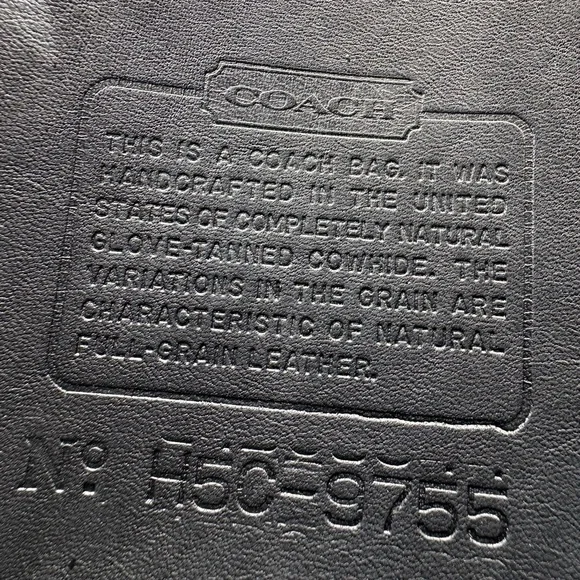 COACH
THIS IS A COACH BAG. IT WAS
HANDCRAFTED IN THE UNITED
STATES OF COMPLETELY NATURAL
GLOVE-TANNED COWHIDE. THE
VARIATIONS IN THE GRAIN ARE
CHARACTERISTIC OF NATURAL
FULL-GRAIN LEATHER.
Nº H5C-9755